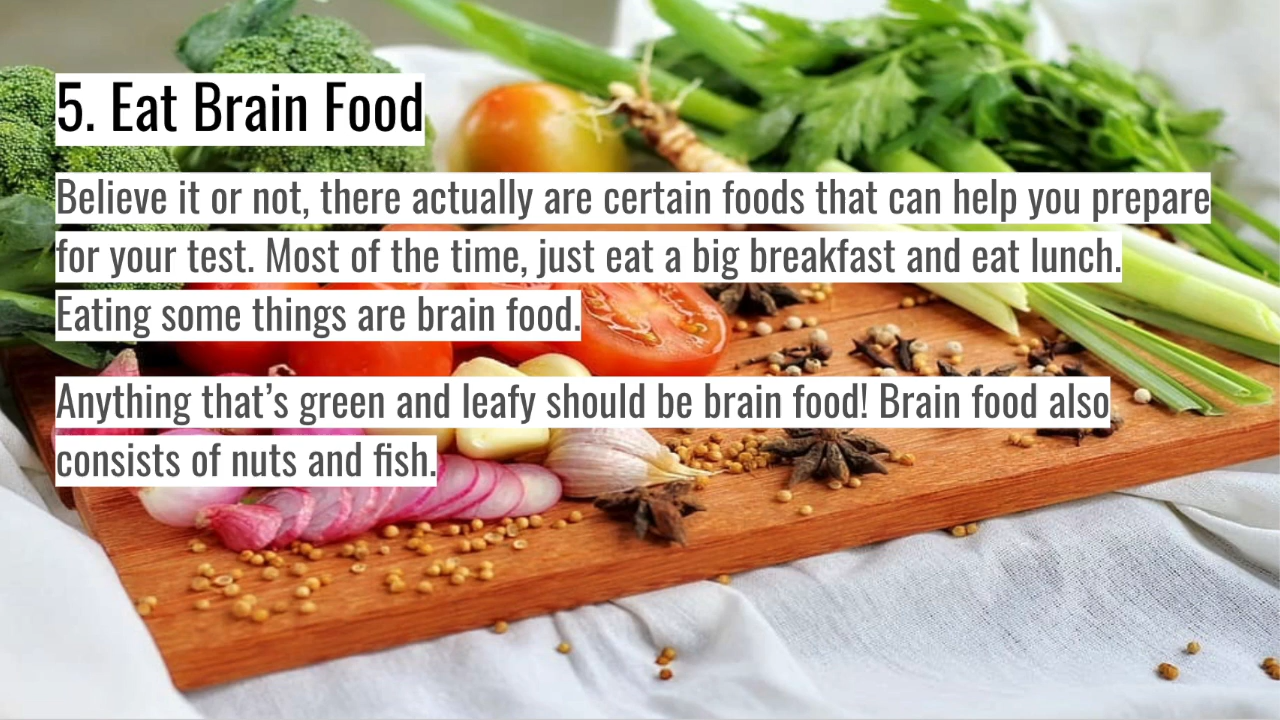 5. Eat Brain Food
Believe it or not, there actually are certain foods that can help you prepare
for your test. Most of the time, just eat a big breakfast and eat lunch.
Eating some things are brain food.
Anything that’s green and leafy should be brain food! Brain food also
consists of nuts and fish.